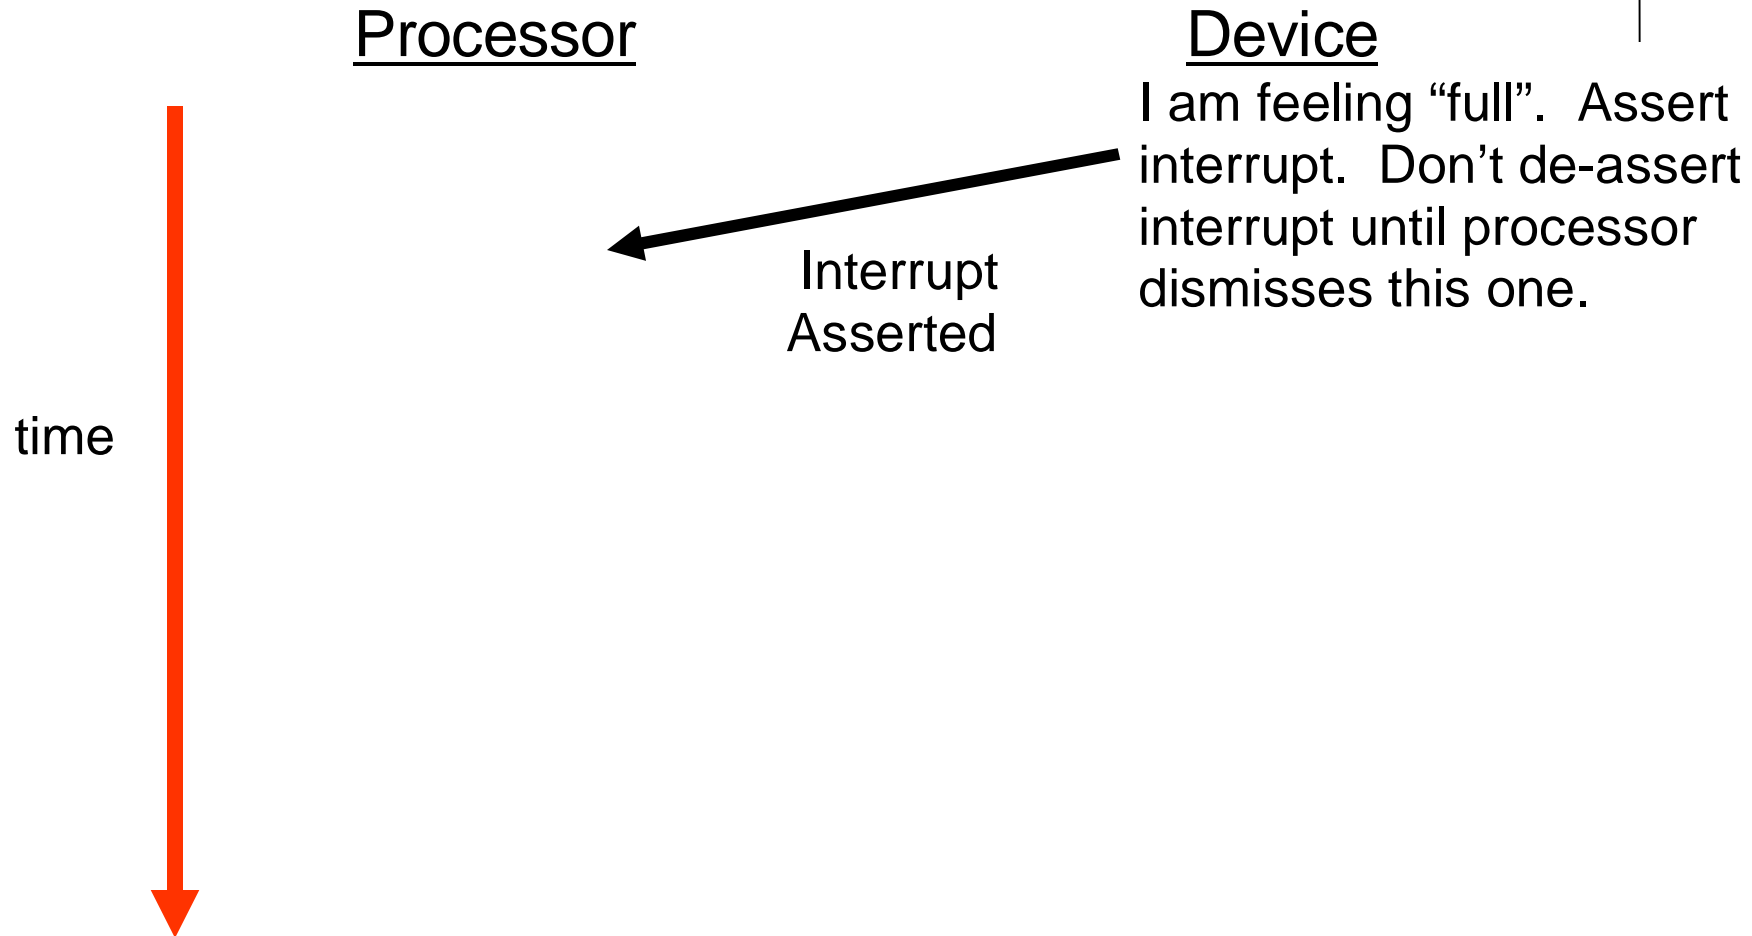 Processor
Device
I am feeling “full”.  Assert
interrupt.  Don’t de-assert
interrupt until processor
dismisses this one.
Interrupt
Asserted
time